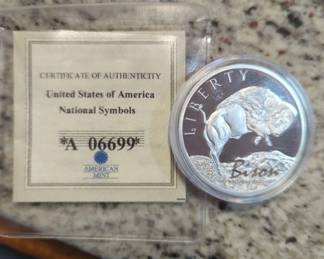 CERTIFICATE OF AUTHENTICITY
United States of America
National Symbols
*A 06699*
AMERICAN
MINT
LIBERTY
Bison